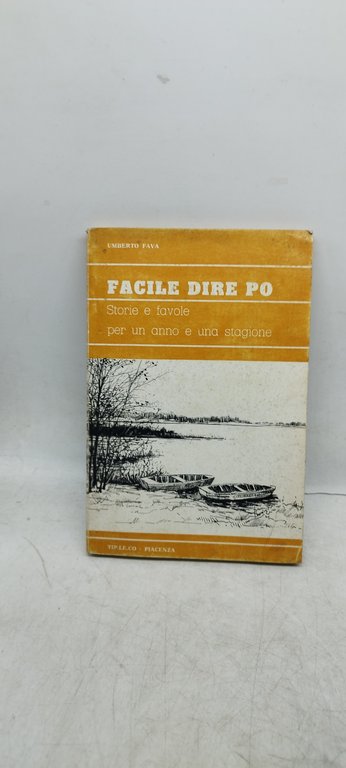 UMBERTO FAVA
FACILE DIRE PO
Storie e favole
per un anno e una stagione
TIP.LE.CO - PIACENZA